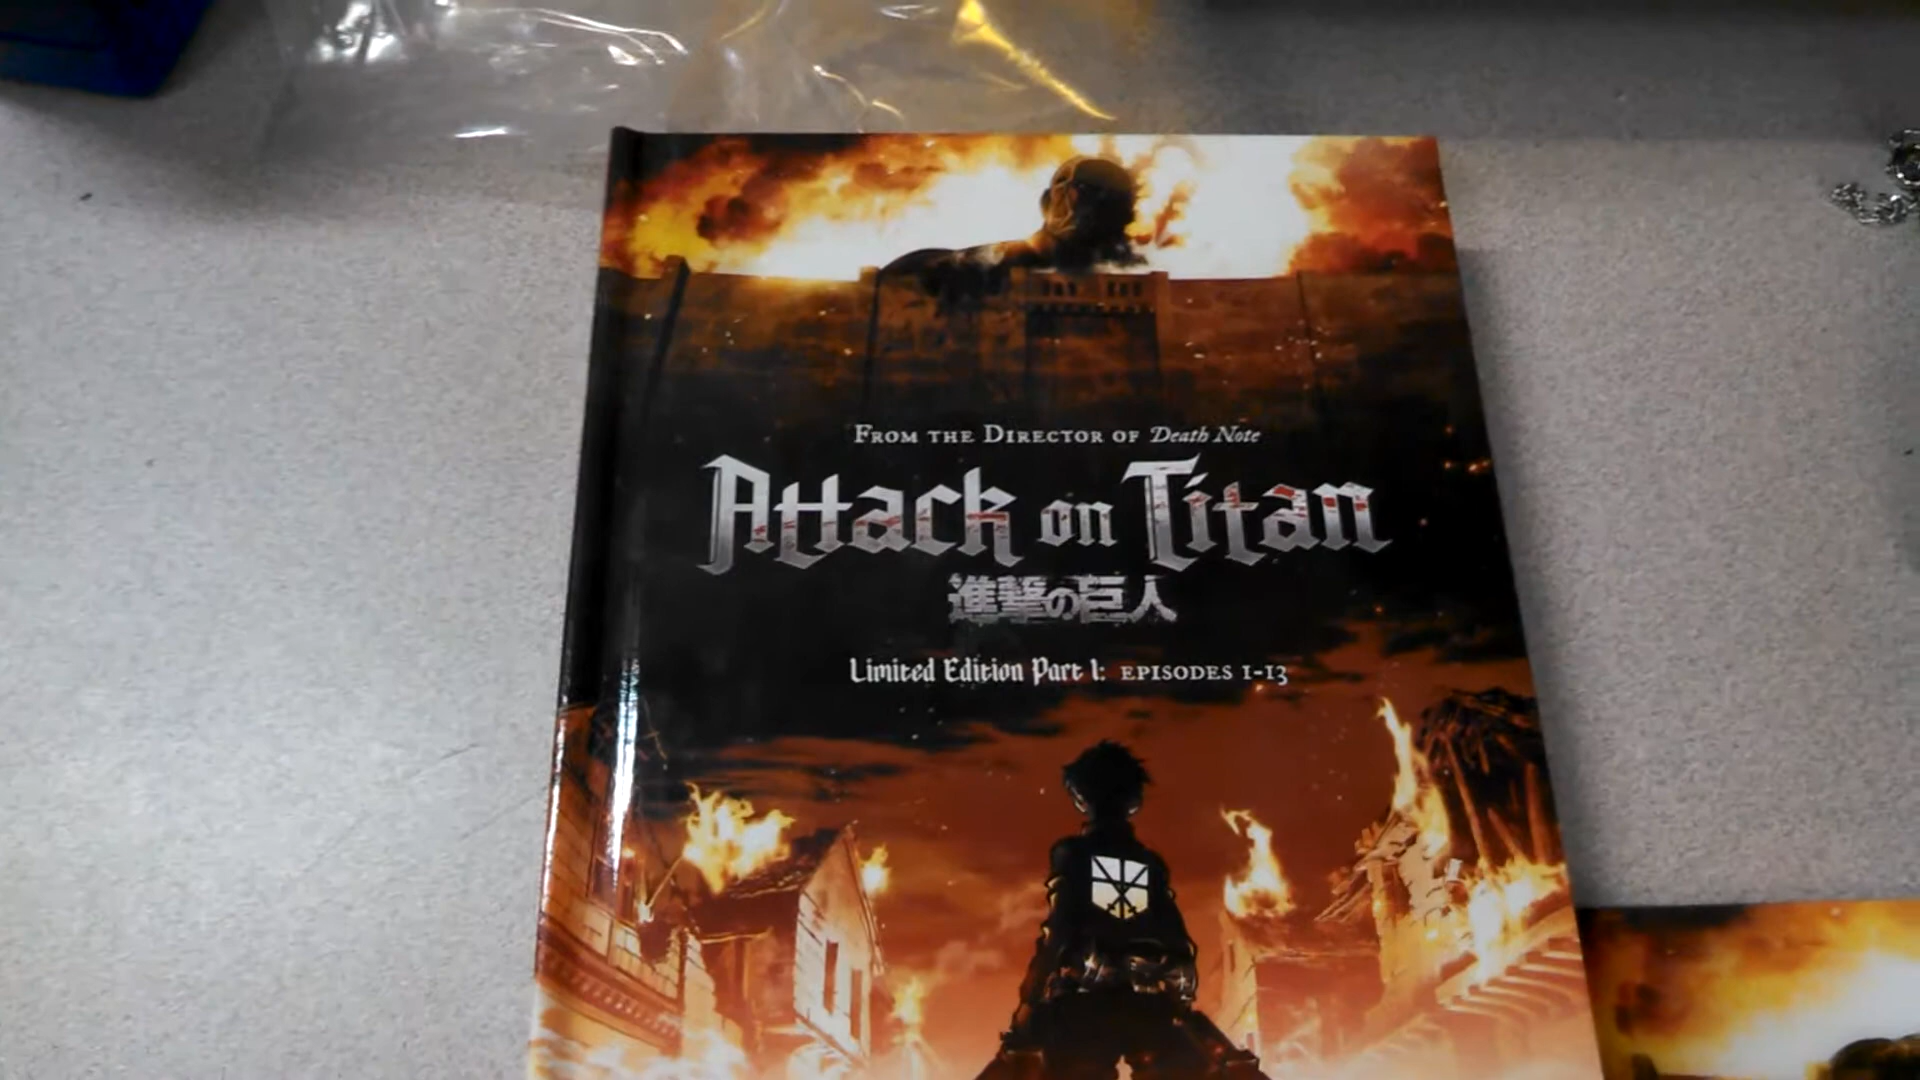 From the Director of Death Note
Attack on Titan
進撃の巨人
Limited Edition Part 1: Episodes 1-13